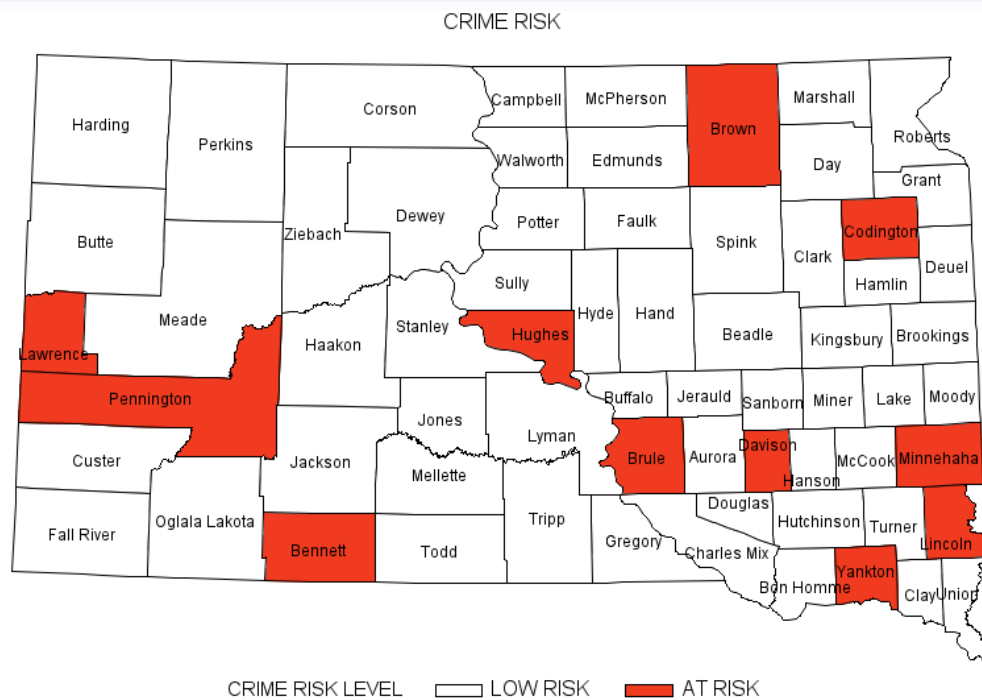 CRIME RISK
Harding
Perkins
Corson
Campbell
McPherson
Brown
Marshall
Roberts
Walworth
Edmunds
Day
Grant
Butte
Ziebach
Dewey
Potter
Faulk
Spink
Clark
Codington
Hamlin
Deuel
Lawrence
Meade
Haakon
Stanley
Sully
Hughes
Hyde
Hand
Beadle
Kingsbury
Brookings
Pennington
Jones
Lyman
Buffalo
Jerauld
Sanborn
Miner
Lake
Moody
Custer
Jackson
Mellette
Brule
Aurora
Davison
Hanson
McCook
Minnehaha
Fall River
Oglala Lakota
Bennett
Todd
Tripp
Gregory
Douglas
Charles Mix
Hutchinson
Turner
Lincoln
Bon Homme
Yankton
Clay
Union
CRIME RISK LEVEL LOW RISK AT RISK